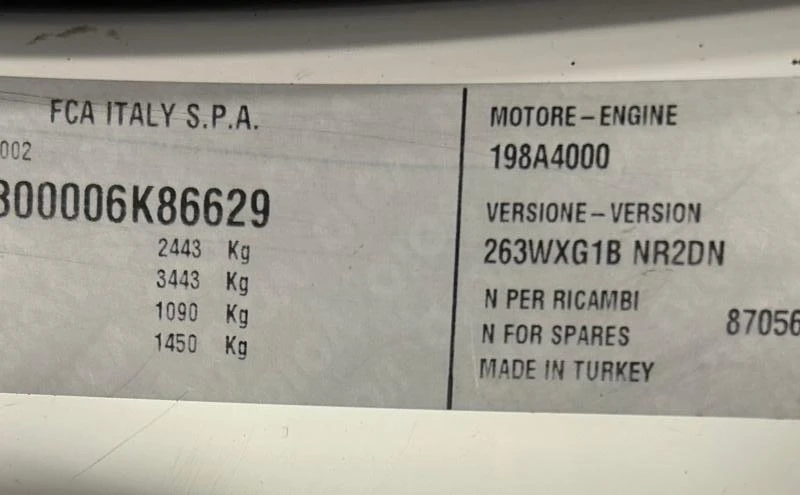 FCA ITALY S.P.A.
002
300006K86629
2443 Kg
3443 Kg
1090 Kg
1450 Kg
MOTORE-ENGINE
198A4000
VERSIONE-VERSION
263WXG1B NR2DN
N PER RICAMBI
N FOR SPARES
87056
MADE IN TURKEY